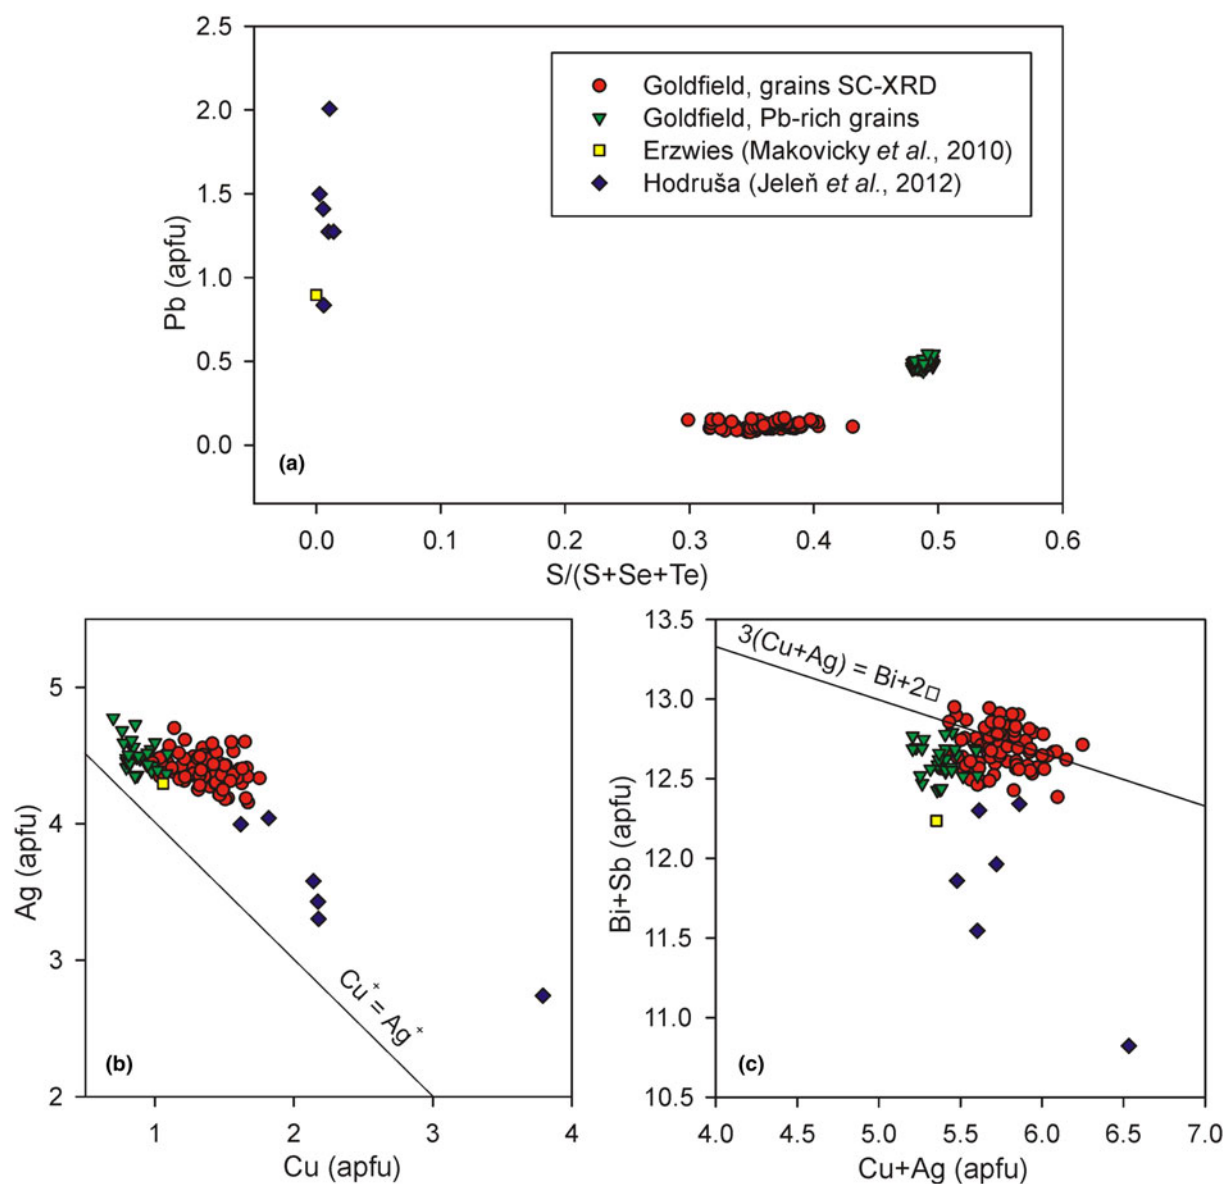 2.5
2.0
1.5
1.0
0.5
0.0
Pb (apfu)
Goldfield, grains SC-XRD
Goldfield, Pb-rich grains
Erzwies (Makovicky et al., 2010)
Hodruša (Jeleň et al., 2012)
(a)
0.0 0.1 0.2 0.3 0.4 0.5 0.6
S/(S+Se+Te)
5
4
3
2
Ag (apfu)
Cu⁺= Ag⁺
(b)
1 2 3 4
Cu (apfu)
13.5
13.0
12.5
12.0
11.5
11.0
10.5
Bi+Sb (apfu)
3(Cu+Ag) = Bi+2□
(c)
4.0 4.5 5.0 5.5 6.0 6.5 7.0
Cu+Ag (apfu)